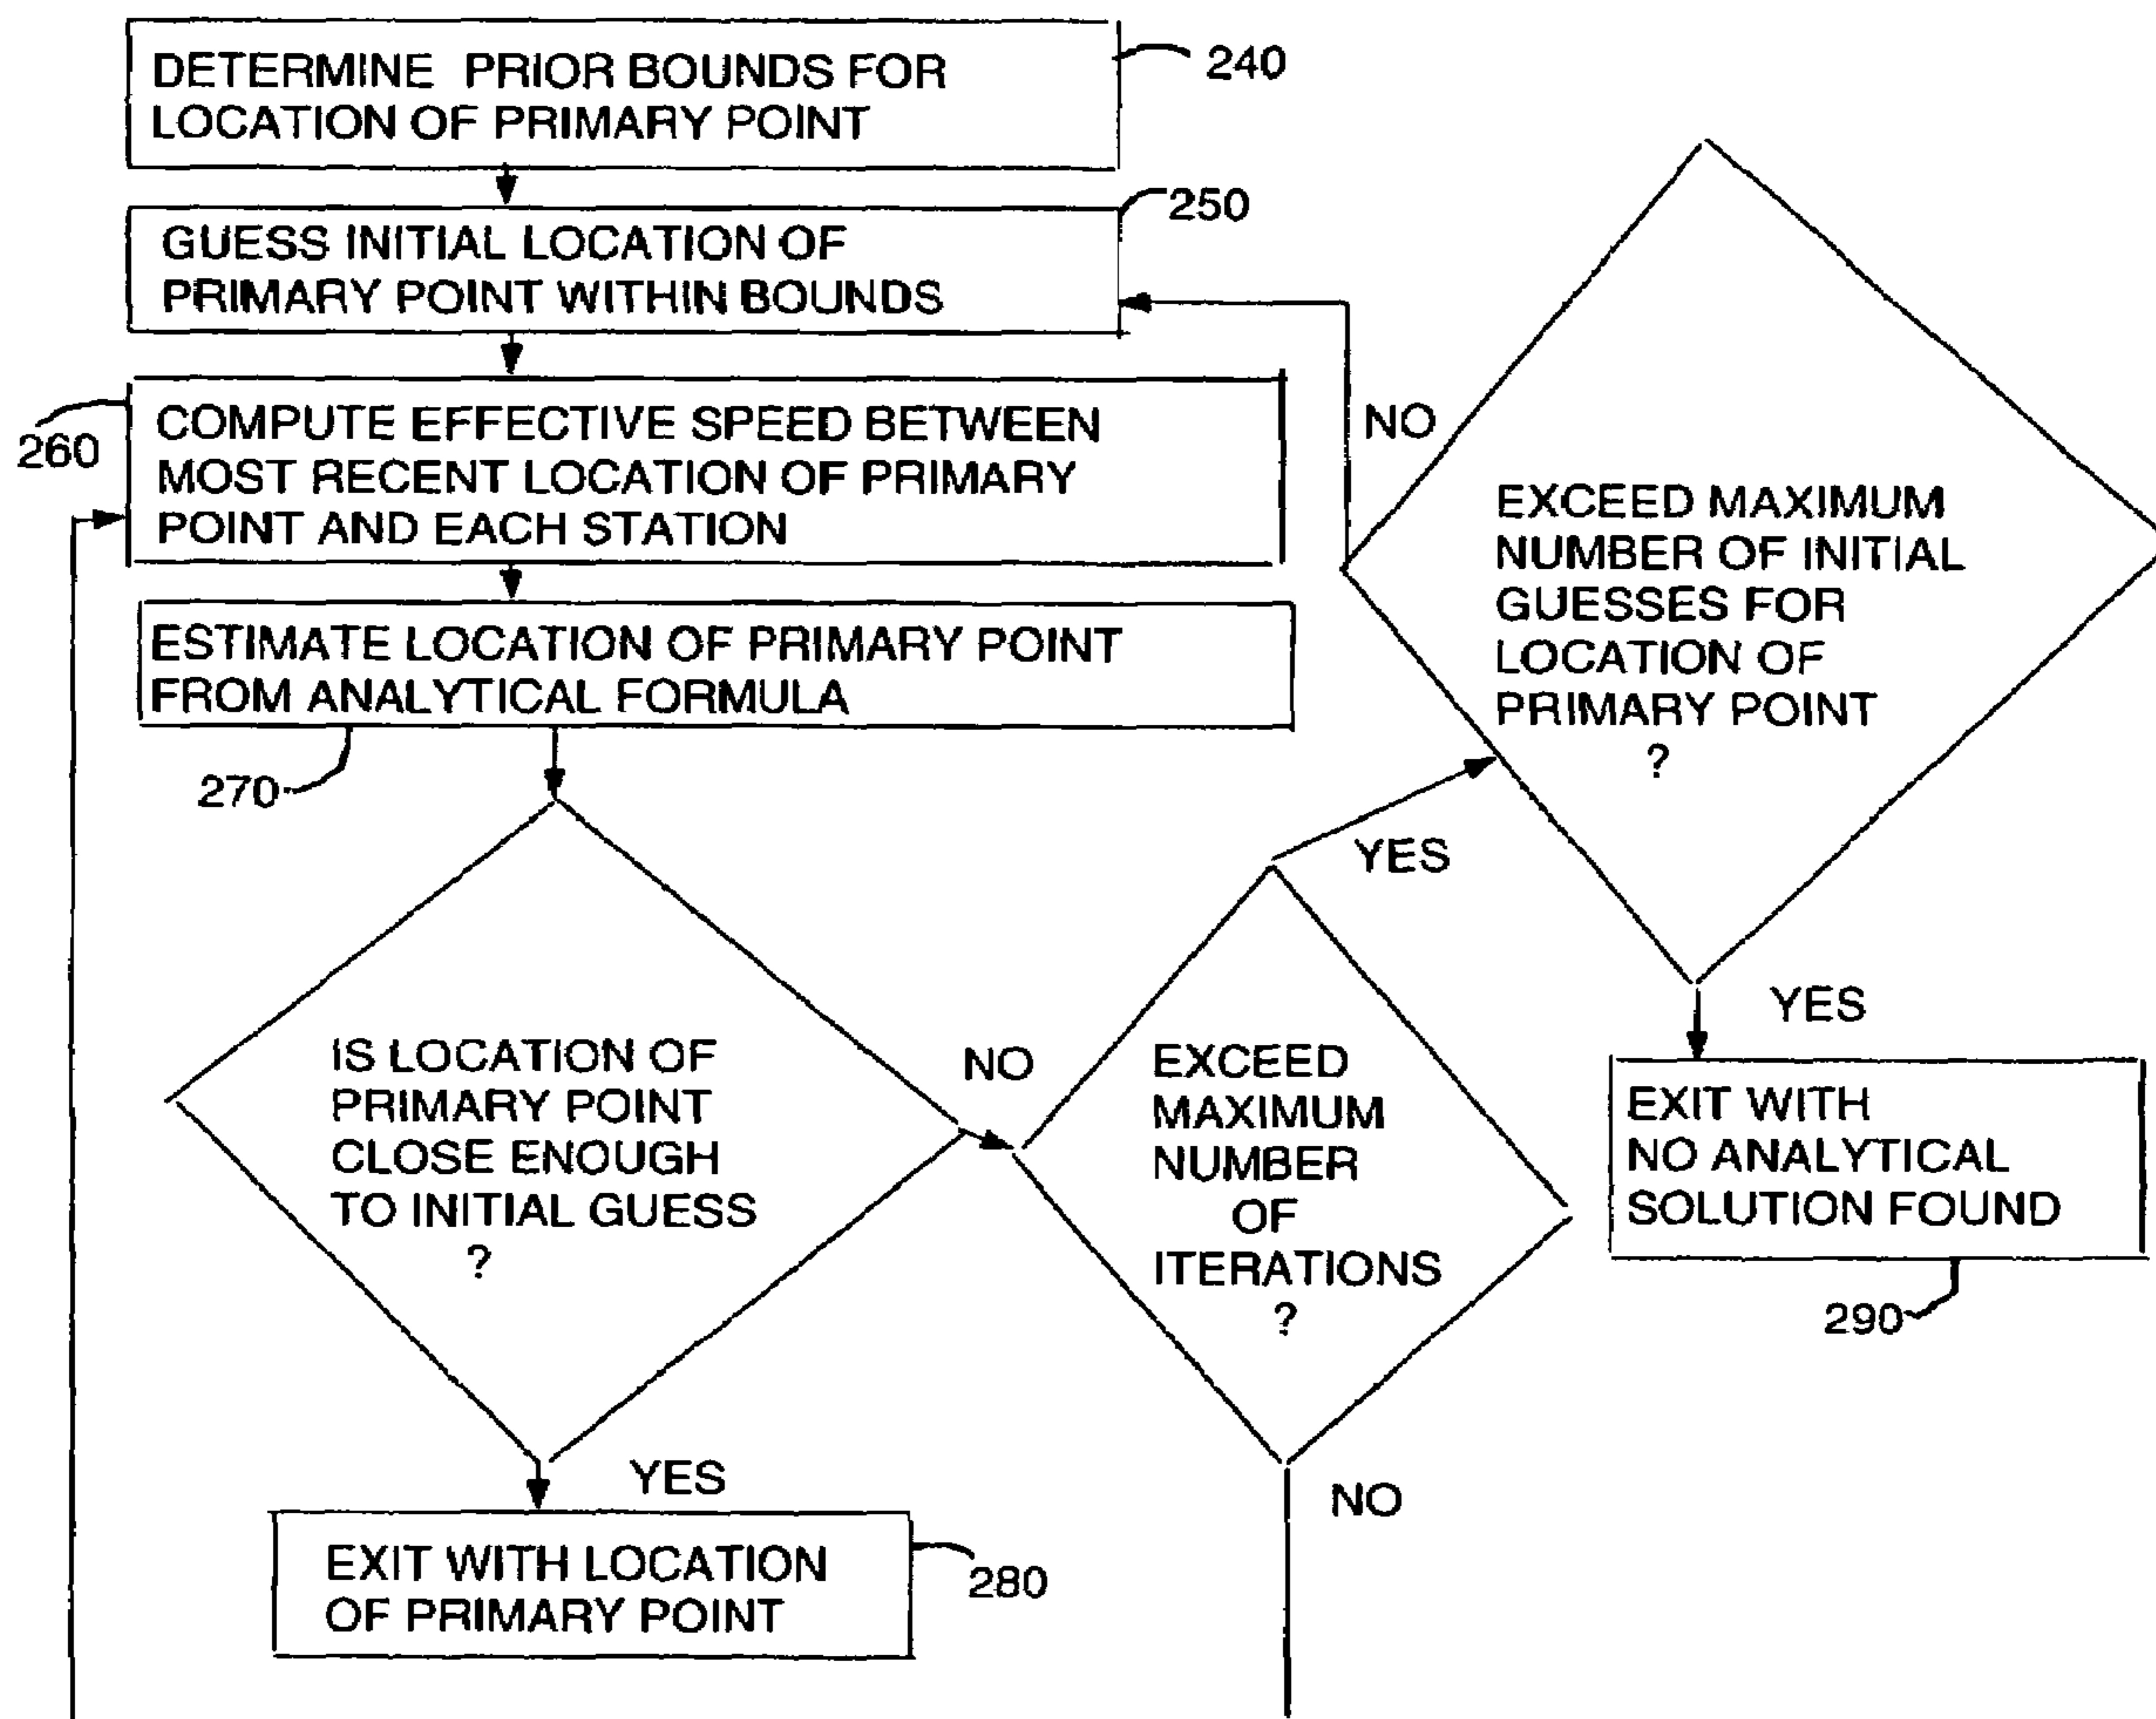 DETERMINE PRIOR BOUNDS FOR
LOCATION OF PRIMARY POINT
240
GUESS INITIAL LOCATION OF
PRIMARY POINT WITHIN BOUNDS
250
COMPUTE EFFECTIVE SPEED BETWEEN
MOST RECENT LOCATION OF PRIMARY
POINT AND EACH STATION
260
ESTIMATE LOCATION OF PRIMARY POINT
FROM ANALYTICAL FORMULA
270
IS LOCATION OF
PRIMARY POINT
CLOSE ENOUGH
TO INITIAL GUESS
?
NO
YES
EXIT WITH LOCATION
OF PRIMARY POINT
280
EXCEED
MAXIMUM
NUMBER
OF
ITERATIONS
?
YES
NO
EXCEED MAXIMUM
NUMBER OF INITIAL
GUESSES FOR
LOCATION OF
PRIMARY POINT
?
NO
YES
EXIT WITH
NO ANALYTICAL
SOLUTION FOUND
290